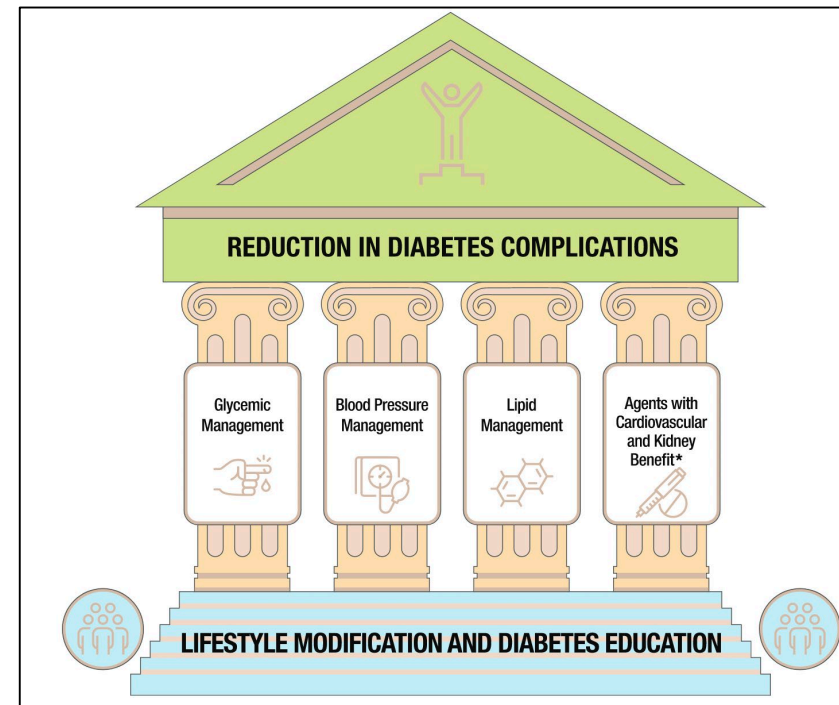 REDUCTION IN DIABETES COMPLICATIONS
Glycemic
Management
Blood Pressure
Management
Lipid
Management
Agents with
Cardiovascular
and Kidney
Benefit*
LIFESTYLE MODIFICATION AND DIABETES EDUCATION